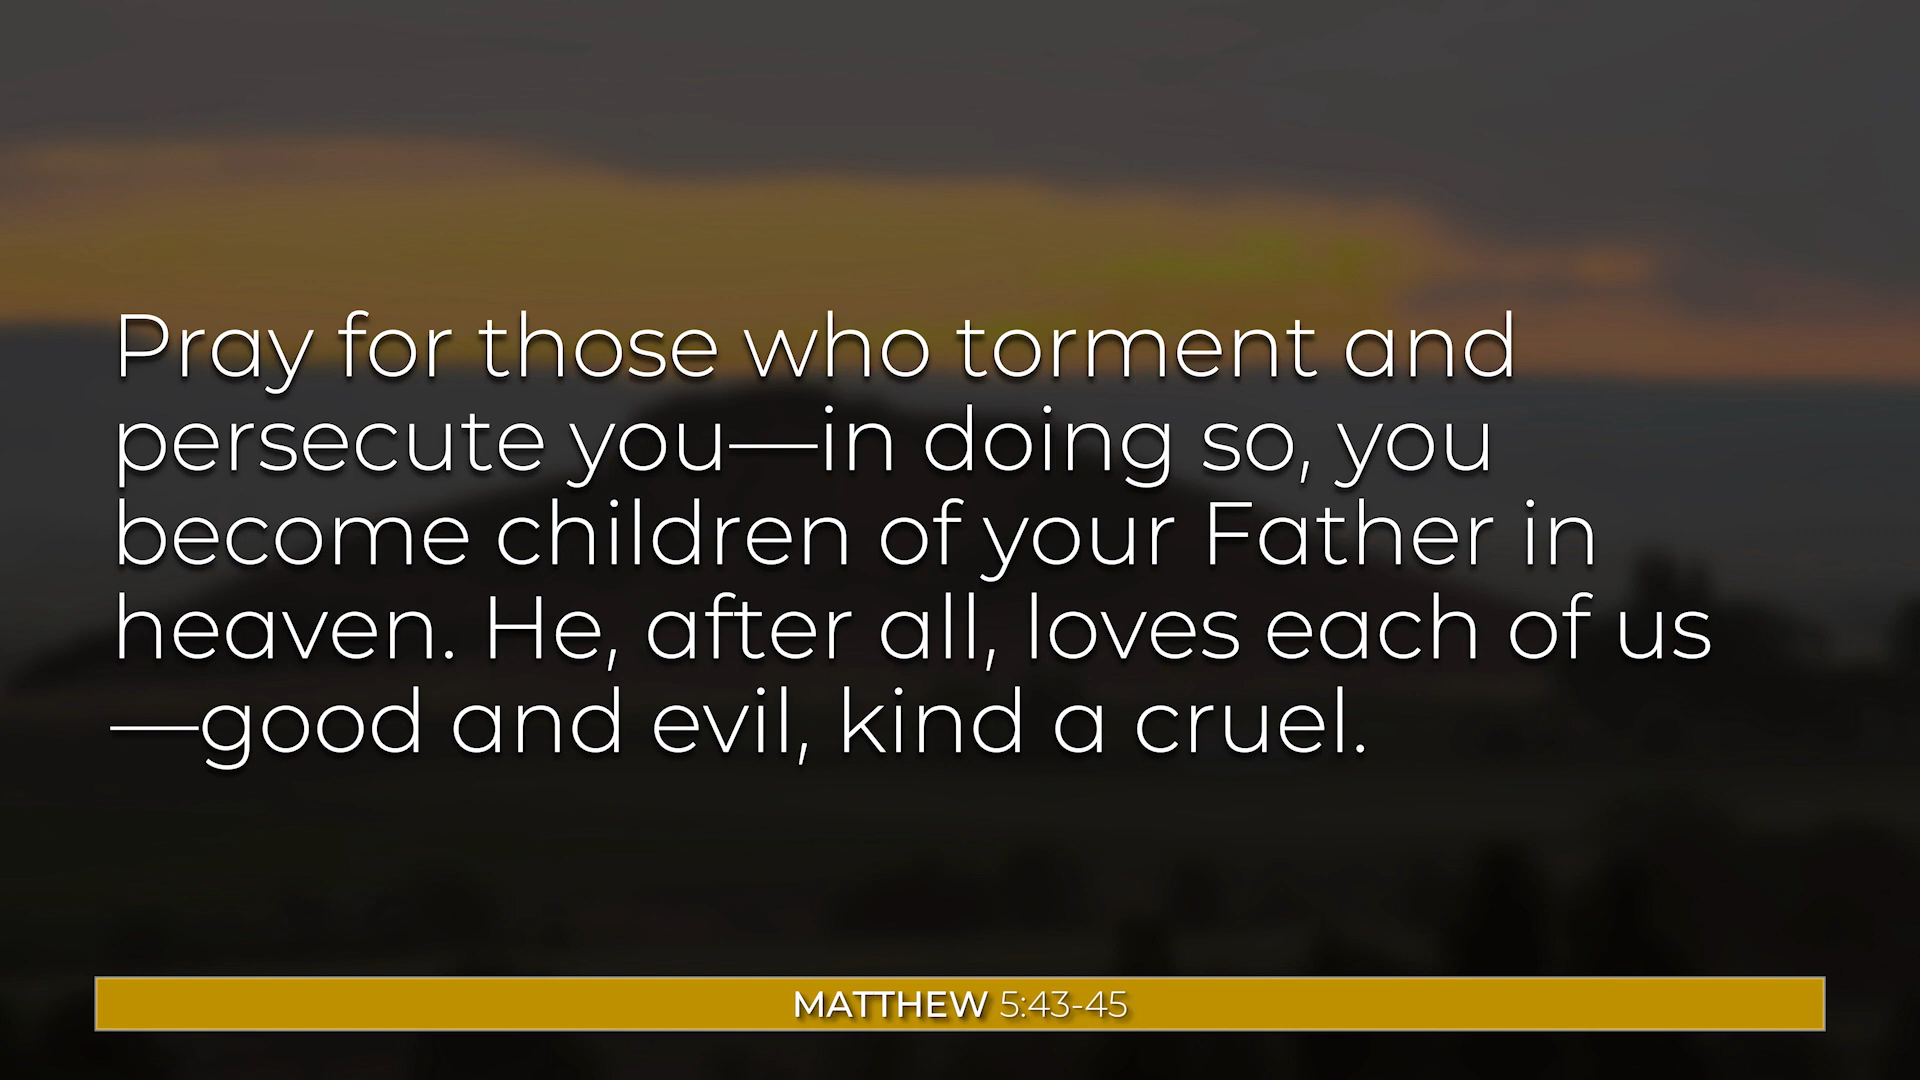 Pray for those who torment and
persecute you—in doing so, you
become children of your Father in
heaven. He, after all, loves each of us
—good and evil, kind a cruel.
MATTHEW 5:43-45